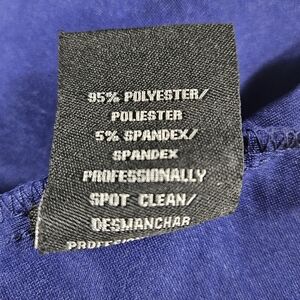 95% POLYESTER/
POLIESTER
5% SPANDEX/
SPANDEX
PROFESSIONALLY
SPOT CLEAN/
DESMANCHAR